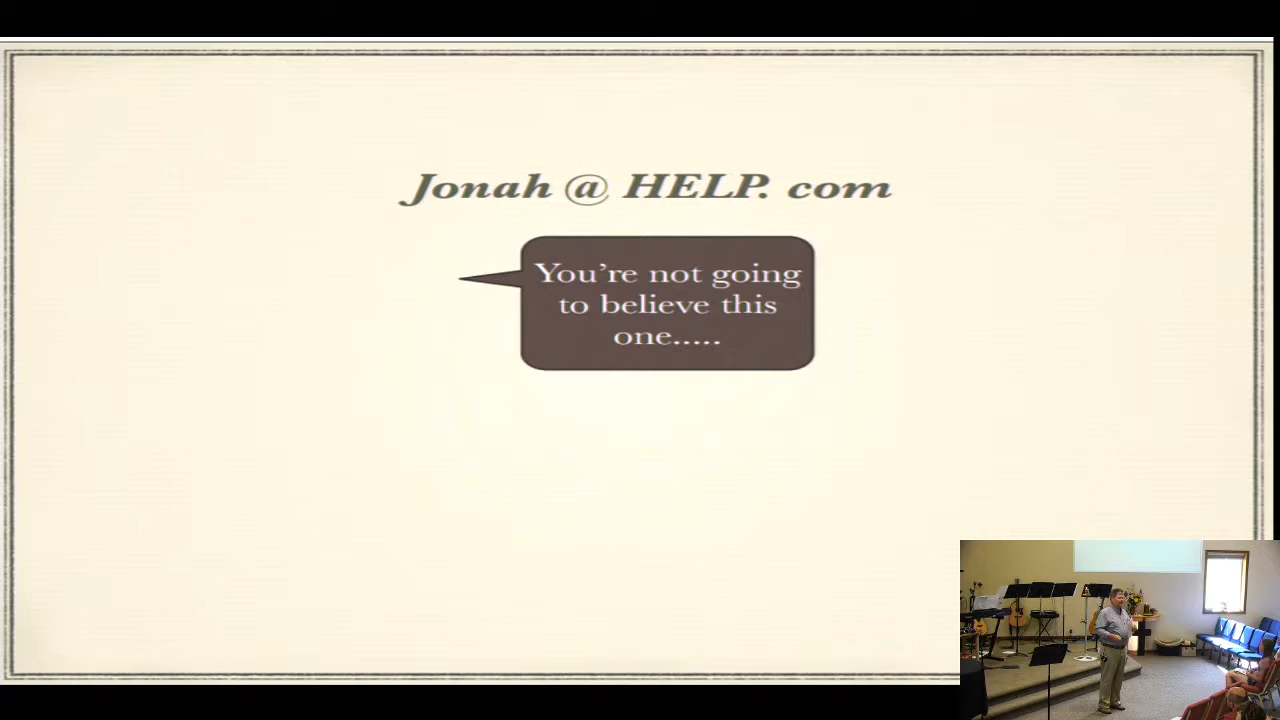 Jonah @ HELP. com
You're not going
to believe this
one.....